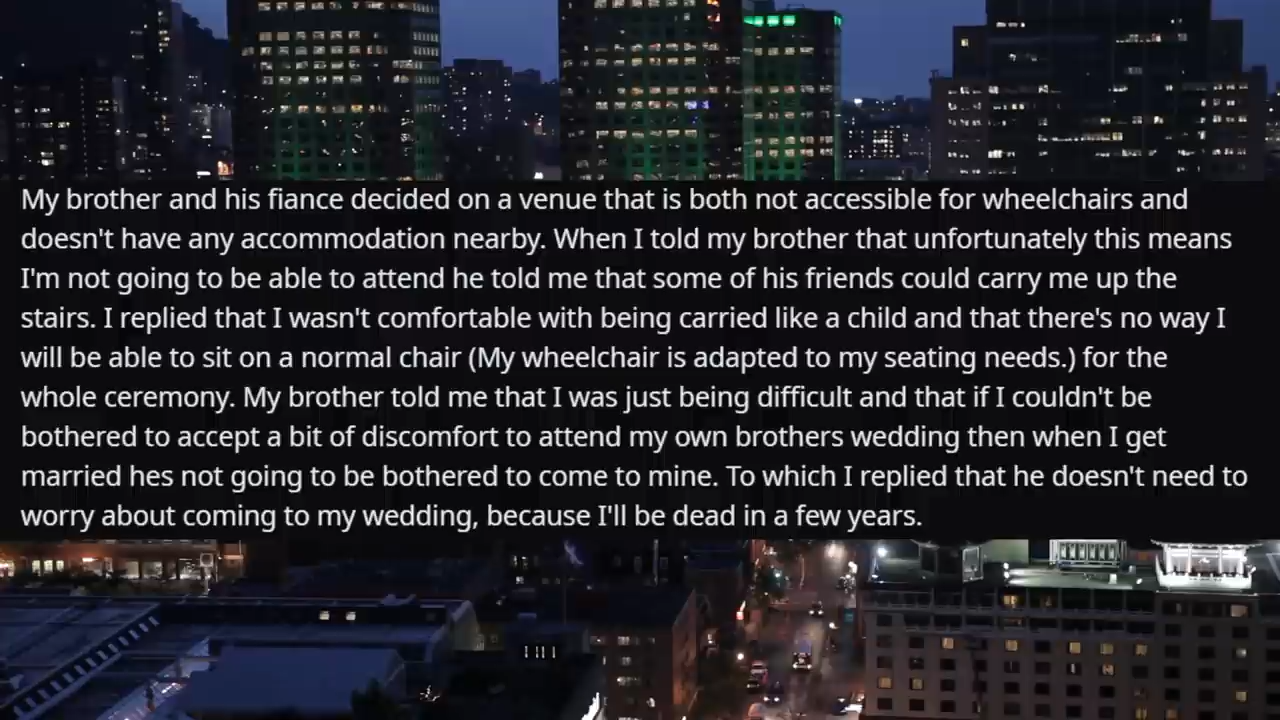 My brother and his fiance decided on a venue that is both not accessible for wheelchairs and
doesn't have any accommodation nearby. When I told my brother that unfortunately this means
I'm not going to be able to attend he told me that some of his friends could carry me up the
stairs. I replied that I wasn't comfortable with being carried like a child and that there's no way I
will be able to sit on a normal chair (My wheelchair is adapted to my seating needs.) for the
whole ceremony. My brother told me that I was just being difficult and that if I couldn't be
bothered to accept a bit of discomfort to attend my own brothers wedding then when I get
married hes not going to be bothered to come to mine. To which I replied that he doesn't need to
worry about coming to my wedding, because I'll be dead in a few years.